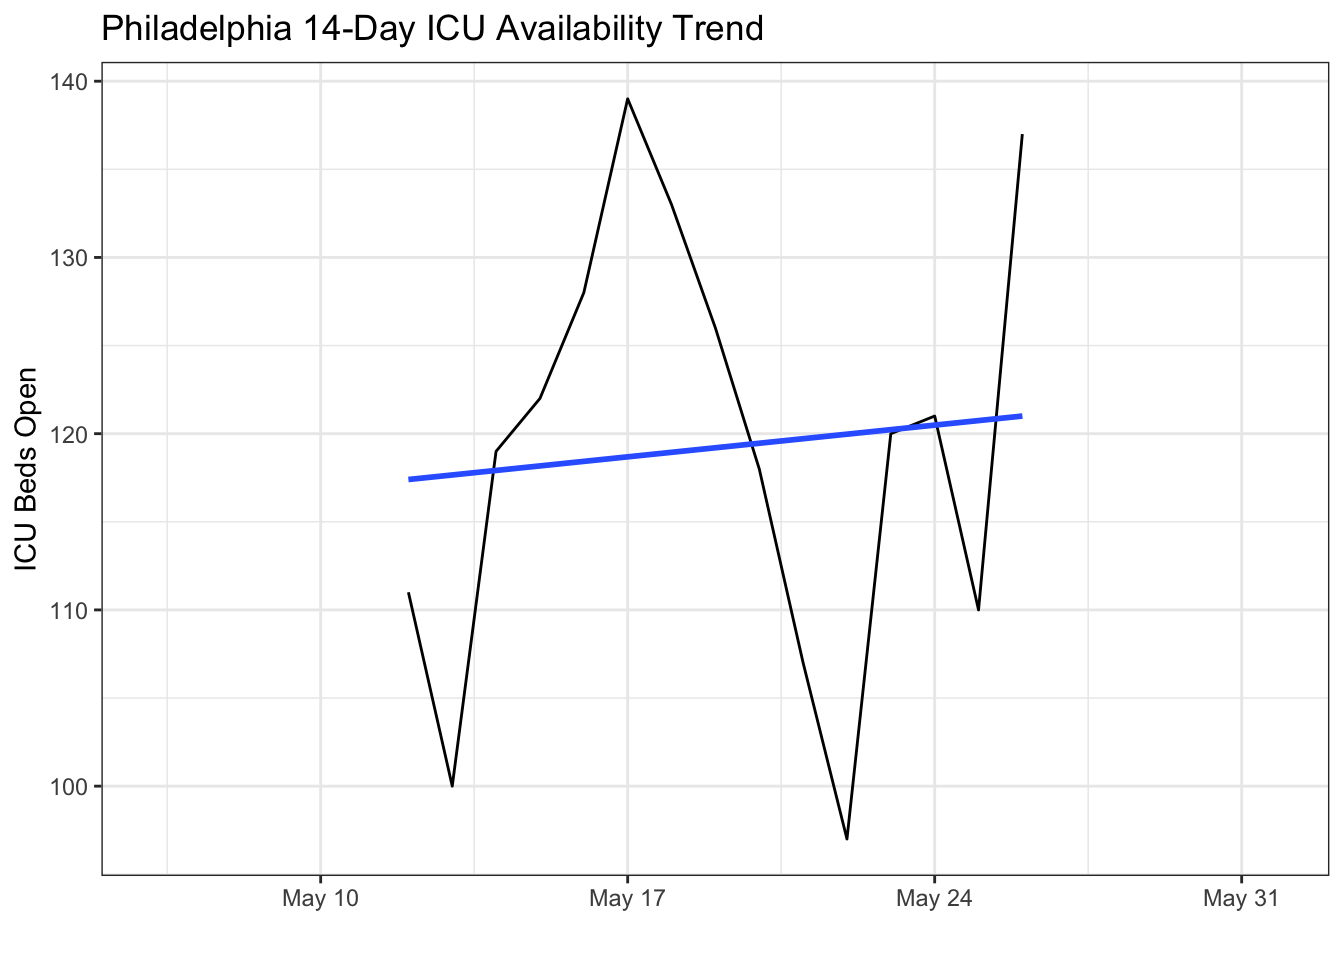 Philadelphia 14-Day ICU Availability Trend
140
130
120
110
100
ICU Beds Open
May 10
May 17
May 24
May 31